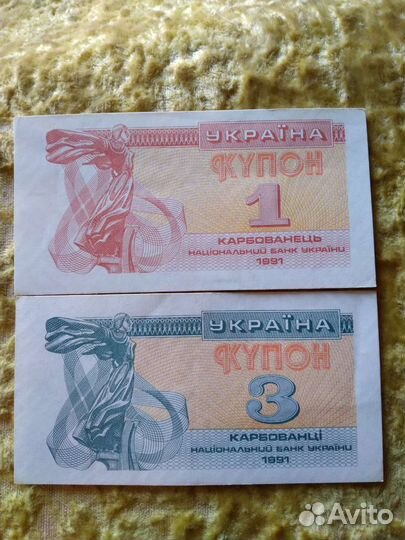 УКРАЇНА
КУПОН
1
КАРБОВАНЕЦЬ
НАЦІОНАЛЬНИЙ БАНК УКРАЇНИ
1991
УКРАЇНА
КУПОН
3
КАРБОВАНЦІ
НАЦІОНАЛЬНИЙ БАНК УКРАЇНИ
1991
Avito